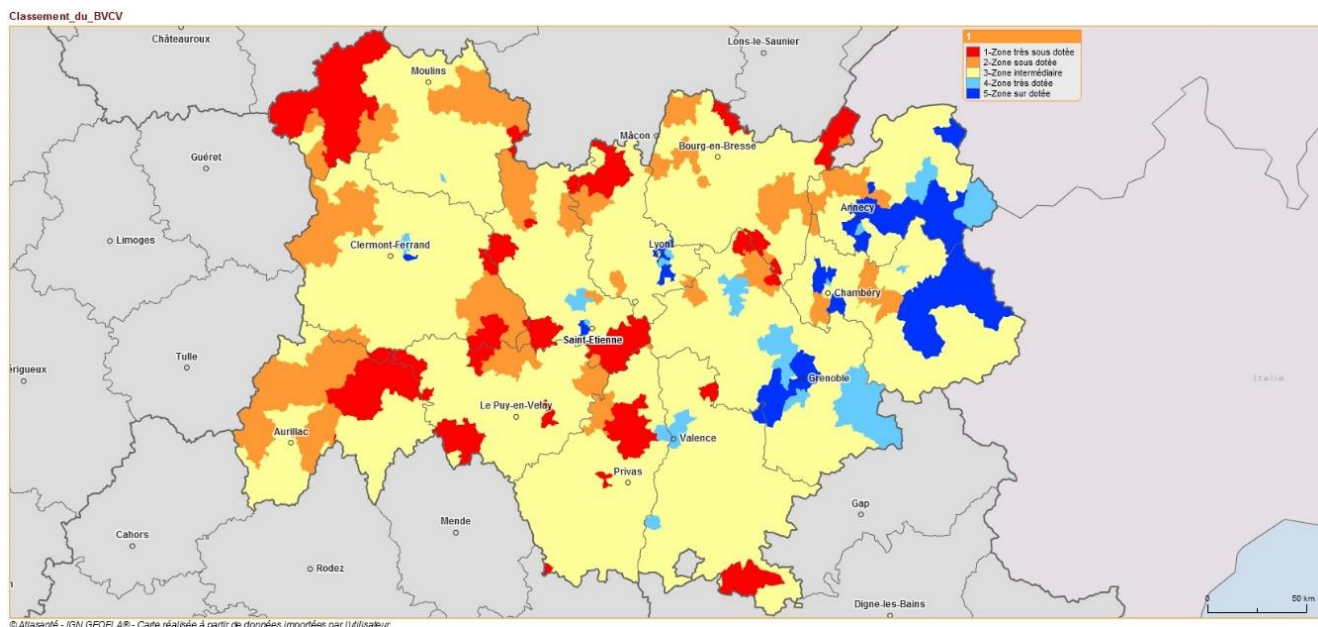 Classement_du_BVCV
Châteauroux
Lons-le-Saunier
1
1-Zone très sous dotée
2-Zone sous dotée
3-Zone intermédiaire
4-Zone très dotée
5-Zone sur dotée
Moulins
Mâcon
Bourg-en-Bresse
Guéret
Annecy
Limoges
Clermont-Ferrand
Lyon
Chambéry
Saint-Etienne
Tulle
érigueux
Grenoble
Italie
Le Puy-en-Velay
Aurillac
Valence
Privas
Gap
Mende
Cahors
Rodez
n
Digne-les-Bains
0 50 km
© Atlasanté - IGN GEOFLA® - Carte réalisée à partir de données importées par l'utilisateur